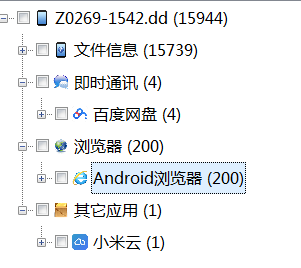 Z0269-1542.dd (15944)
文件信息 (15739)
即时通讯 (4)
百度网盘 (4)
浏览器 (200)
Android浏览器 (200)
其它应用 (1)
小米云 (1)